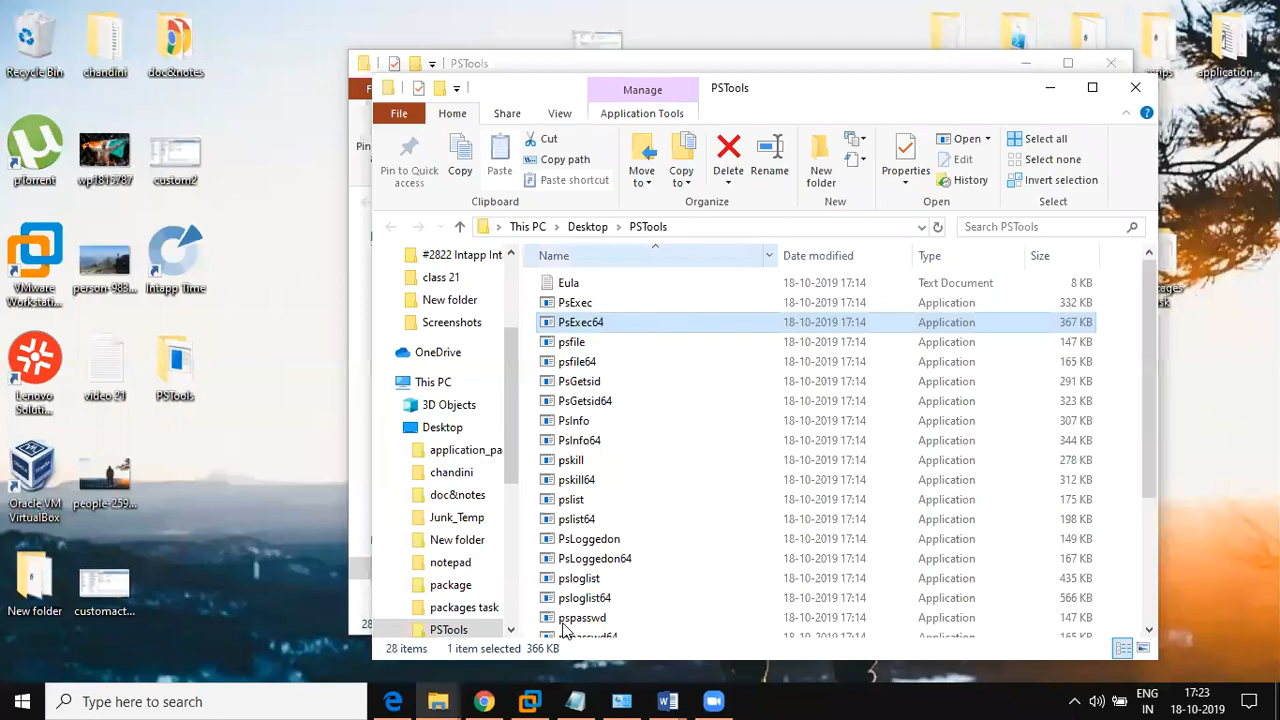 Recycle Bin
chandini
doc&notes
µTorrent
wp1815787
custom2
VMware Workstati...
person-983...
Intapp Time
Lenovo Soluti...
video 21
PSTools
Oracle VM VirtualBox
people-259...
New folder
customact...
application...
PSTools
PSTools
Manage
File
Home
Share
View
Application Tools
Pin to Quick access
Copy
Paste
Cut
Copy path
Paste shortcut
Clipboard
Move to
Copy to
Delete
Rename
Organize
New folder
New
Properties
Open
Edit
History
Open
Select all
Select none
Invert selection
Select
This PC
Desktop
PSTools
Search PSTools
#2822 Intapp Int
class 21
New folder
Screenshots
OneDrive
This PC
3D Objects
Desktop
application_pa
chandini
doc&notes
Junk_Temp
New folder
notepad
package
packages task
PSTools
Name Date modified Type Size
Eula 18-10-2019 17:14 Text Document 8 KB
PsExec 18-10-2019 17:14 Application 332 KB
PsExec64 18-10-2019 17:14 Application 367 KB
psfile 18-10-2019 17:14 Application 147 KB
psfile64 18-10-2019 17:14 Application 165 KB
PsGetsid 18-10-2019 17:14 Application 291 KB
PsGetsid64 18-10-2019 17:14 Application 323 KB
PsInfo 18-10-2019 17:14 Application 307 KB
PsInfo64 18-10-2019 17:14 Application 344 KB
pskill 18-10-2019 17:14 Application 278 KB
pskill64 18-10-2019 17:14 Application 312 KB
pslist 18-10-2019 17:14 Application 175 KB
pslist64 18-10-2019 17:14 Application 198 KB
PsLoggedon 18-10-2019 17:14 Application 149 KB
PsLoggedon64 18-10-2019 17:14 Application 167 KB
psloglist 18-10-2019 17:14 Application 435 KB
psloglist64 18-10-2019 17:14 Application 566 KB
pspasswd 18-10-2019 17:14 Application 147 KB
18-10-2019 17:14 Application 165 KB
28 items 1 item selected 366 KB
Type here to search
ENG
IN
17:23
18-10-2019